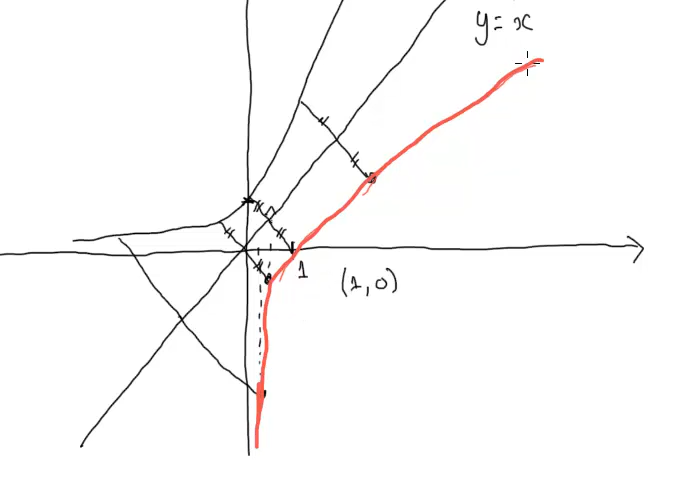 y = x
1
(1,0)